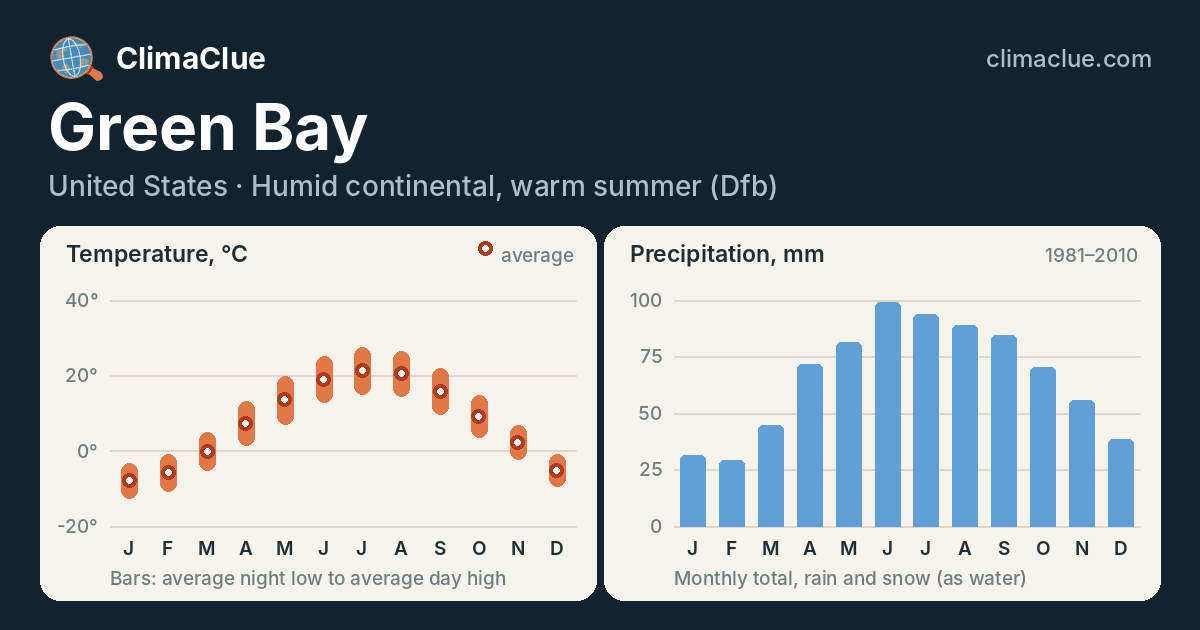 ClimaClue
climaclue.com
Green Bay
United States · Humid continental, warm summer (Dfb)
Temperature, °C
average
40°
20°
0°
-20°
J F M A M J J A S O N D
Bars: average night low to average day high
Precipitation, mm
1981–2010
100
75
50
25
0
J F M A M J J A S O N D
Monthly total, rain and snow (as water)